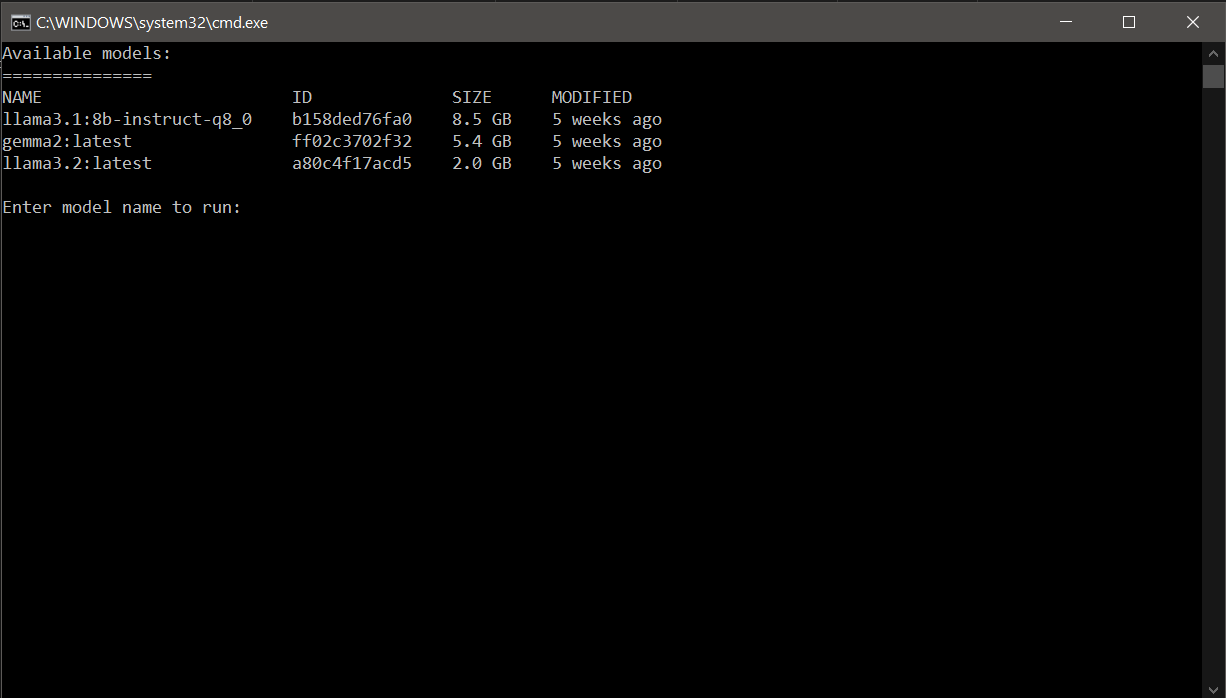 C:\WINDOWS\system32\cmd.exe
Available models:
===============
NAME                         ID              SIZE      MODIFIED
llama3.1:8b-instruct-q8_0    b158ded76fa0    8.5 GB    5 weeks ago
gemma2:latest                ff02c3702f32    5.4 GB    5 weeks ago
llama3.2:latest              a80c4f17acd5    2.0 GB    5 weeks ago
Enter model name to run: